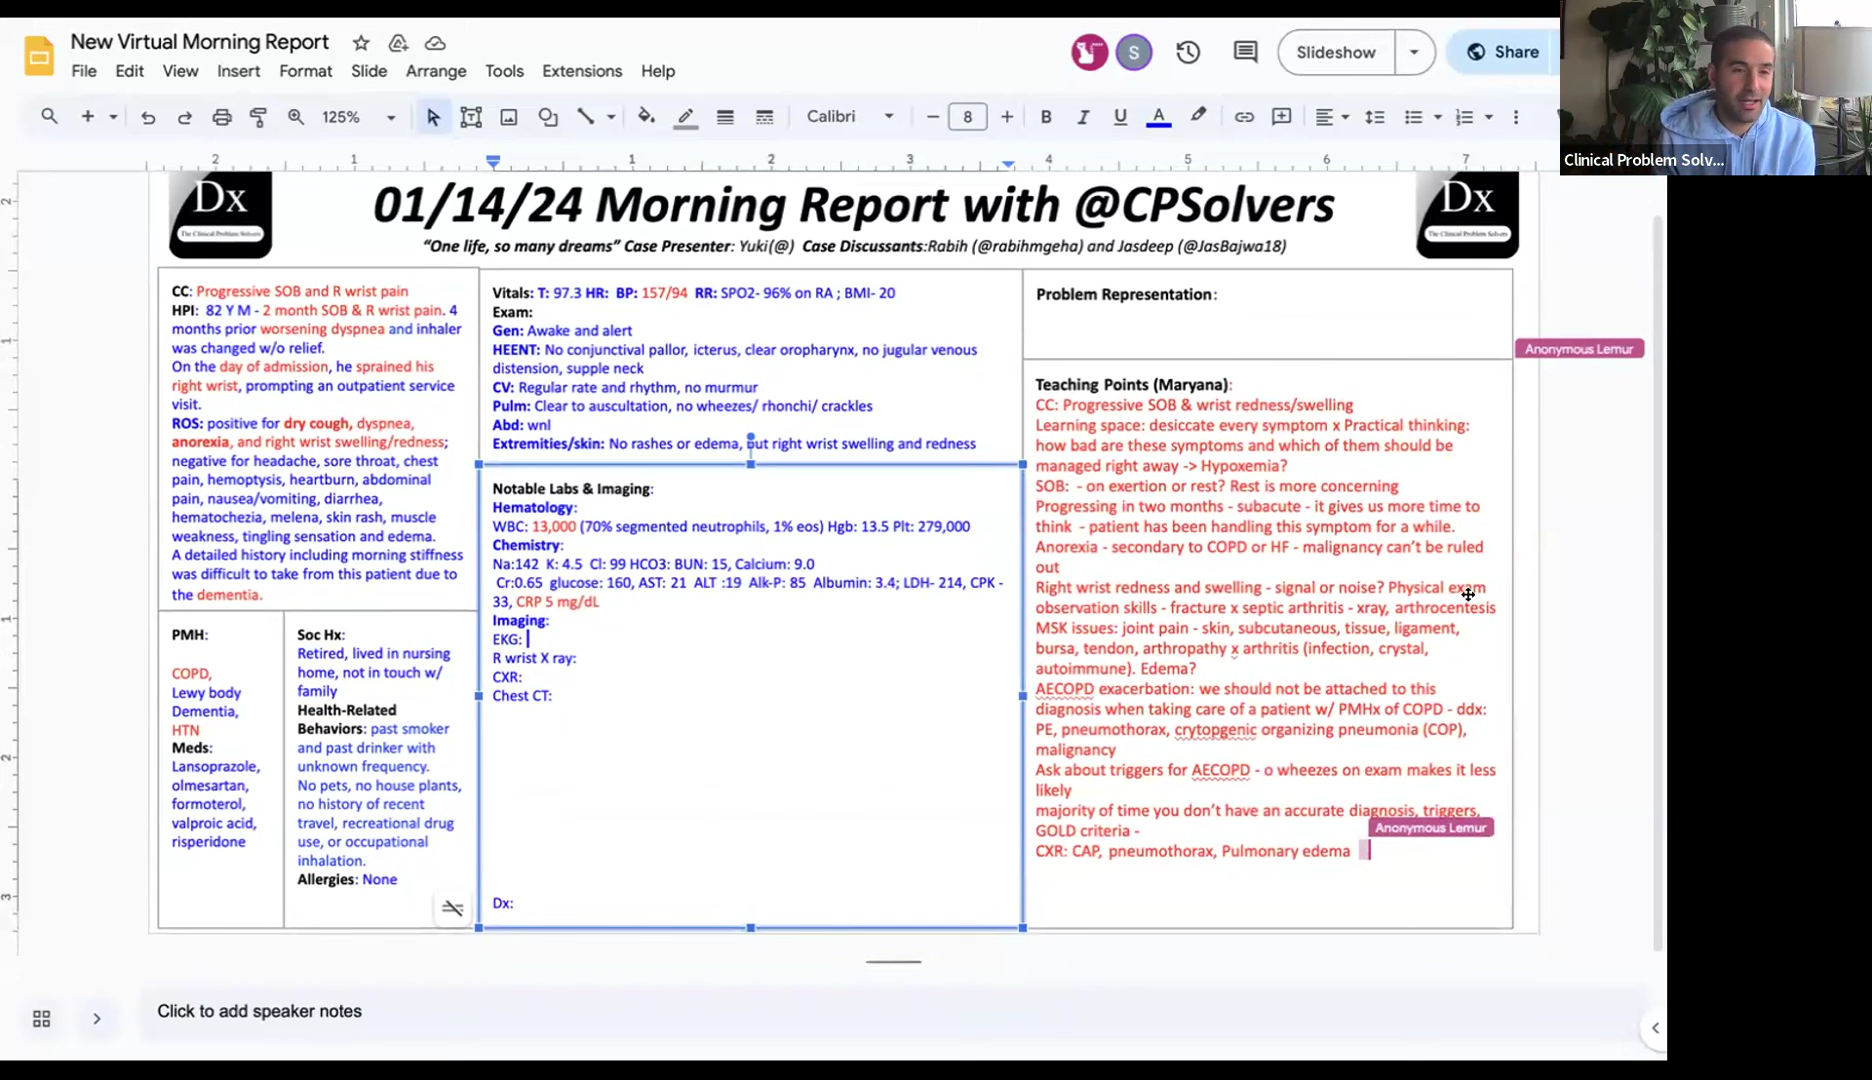 New Virtual Morning Report
File Edit View Insert Format Slide Arrange Tools Extensions Help
S
Slideshow
Share
125%
Calibri
8
B I U A
Clinical Problem Solv...
2 1 1 2 3 4 5 6 7
2
1
1
2
3
Dx
The Clinical Problem Solvers
01/14/24 Morning Report with @CPSolvers
“One life, so many dreams” Case Presenter: Yuki(@) Case Discussants:Rabih (@rabihmgeha) and Jasdeep (@JasBajwa18)
Dx
The Clinical Problem Solvers
CC: Progressive SOB and R wrist pain
HPI: 82 Y M - 2 month SOB & R wrist pain. 4
months prior worsening dyspnea and inhaler
was changed w/o relief.
On the day of admission, he sprained his
right wrist, prompting an outpatient service
visit.
ROS: positive for dry cough, dyspnea,
anorexia, and right wrist swelling/redness;
negative for headache, sore throat, chest
pain, hemoptysis, heartburn, abdominal
pain, nausea/vomiting, diarrhea,
hematochezia, melena, skin rash, muscle
weakness, tingling sensation and edema.
A detailed history including morning stiffness
was difficult to take from this patient due to
the dementia.
PMH:
COPD,
Lewy body
Dementia,
HTN
Meds:
Lansoprazole,
olmesartan,
formoterol,
valproic acid,
risperidone
Soc Hx:
Retired, lived in nursing
home, not in touch w/
family
Health-Related
Behaviors: past smoker
and past drinker with
unknown frequency.
No pets, no house plants,
no history of recent
travel, recreational drug
use, or occupational
inhalation.
Allergies: None
Vitals: T: 97.3 HR: BP: 157/94 RR: SPO2- 96% on RA ; BMI- 20
Exam:
Gen: Awake and alert
HEENT: No conjunctival pallor, icterus, clear oropharynx, no jugular venous
distension, supple neck
CV: Regular rate and rhythm, no murmur
Pulm: Clear to auscultation, no wheezes/ rhonchi/ crackles
Abd: wnl
Extremities/skin: No rashes or edema, but right wrist swelling and redness
Notable Labs & Imaging:
Hematology:
WBC: 13,000 (70% segmented neutrophils, 1% eos) Hgb: 13.5 Plt: 279,000
Chemistry:
Na:142 K: 4.5 Cl: 99 HCO3: BUN: 15, Calcium: 9.0
Cr:0.65 glucose: 160, AST: 21 ALT :19 Alk-P: 85 Albumin: 3.4; LDH- 214, CPK -
33, CRP 5 mg/dL
Imaging:
EKG:
R wrist X ray:
CXR:
Chest CT:
Dx:
Problem Representation:
Anonymous Lemur
Teaching Points (Maryana):
CC: Progressive SOB & wrist redness/swelling
Learning space: desiccate every symptom x Practical thinking:
how bad are these symptoms and which of them should be
managed right away -> Hypoxemia?
SOB: - on exertion or rest? Rest is more concerning
Progressing in two months - subacute - it gives us more time to
think - patient has been handling this symptom for a while.
Anorexia - secondary to COPD or HF - malignancy can't be ruled
out
Right wrist redness and swelling - signal or noise? Physical exam
observation skills - fracture x septic arthritis - xray, arthrocentesis
MSK issues: joint pain - skin, subcutaneous, tissue, ligament,
bursa, tendon, arthropathy x arthritis (infection, crystal,
autoimmune). Edema?
AECOPD exacerbation: we should not be attached to this
diagnosis when taking care of a patient w/ PMHx of COPD - ddx:
PE, pneumothorax, crytopgenic organizing pneumonia (COP),
malignancy
Ask about triggers for AECOPD - o wheezes on exam makes it less
likely
majority of time you don't have an accurate diagnosis, triggers,
GOLD criteria -
Anonymous Lemur
CXR: CAP, pneumothorax, Pulmonary edema
Click to add speaker notes